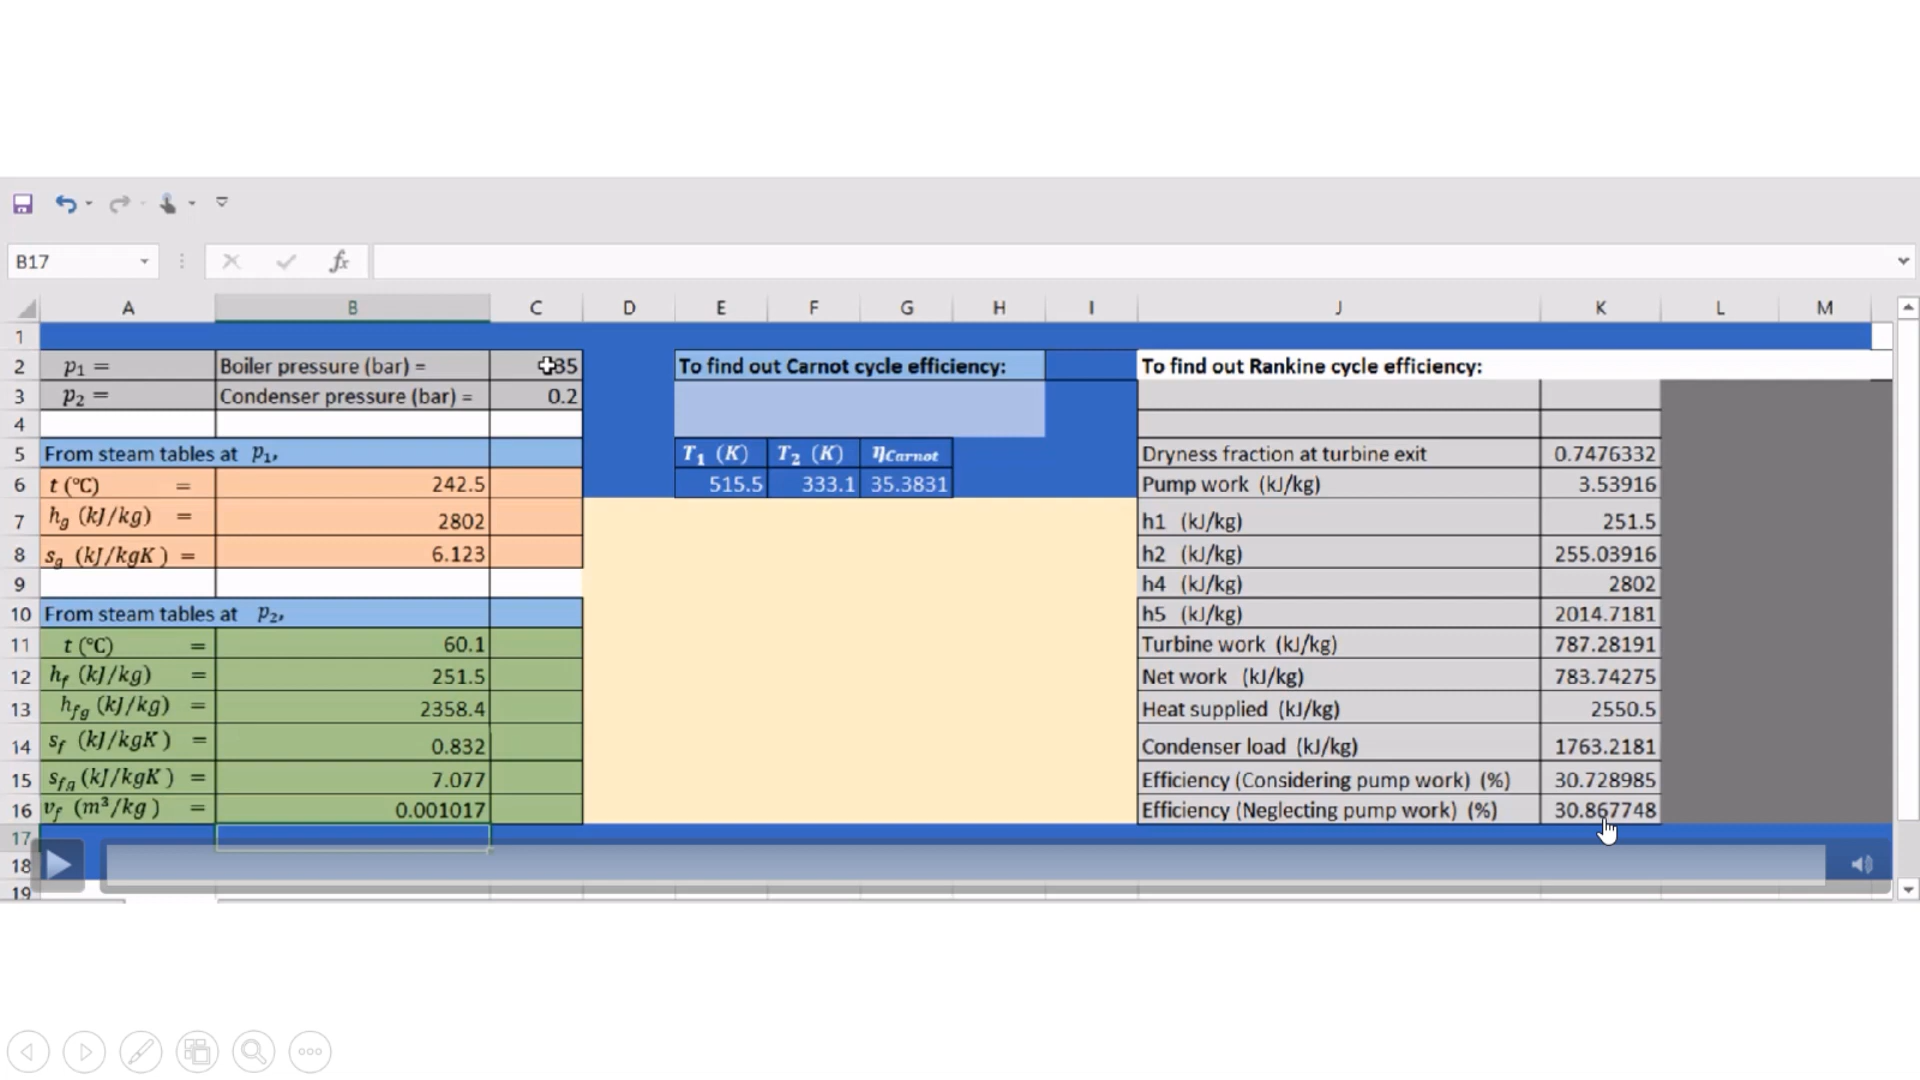 B17
fx
A B C D E F G H I J K L M
1
2 p₁ = Boiler pressure (bar) = 35 To find out Carnot cycle efficiency: To find out Rankine cycle efficiency:
3 p₂ = Condenser pressure (bar) = 0.2
4
5 From steam tables at p₁, T₁ (K) T₂ (K) ηCarnot Dryness fraction at turbine exit 0.7476332
6 t (℃) = 242.5 515.5 333.1 35.3831 Pump work (kJ/kg) 3.53916
7 hg (kJ/kg) = 2802 h1 (kJ/kg) 251.5
8 sg (kJ/kgK) = 6.123 h2 (kJ/kg) 255.03916
9 h4 (kJ/kg) 2802
10 From steam tables at p₂, h5 (kJ/kg) 2014.7181
11 t (℃) = 60.1 Turbine work (kJ/kg) 787.28191
12 hf (kJ/kg) = 251.5 Net work (kJ/kg) 783.74275
13 hfg (kJ/kg) = 2358.4 Heat supplied (kJ/kg) 2550.5
14 sf (kJ/kgK) = 0.832 Condenser load (kJ/kg) 1763.2181
15 sfg (kJ/kgK) = 7.077 Efficiency (Considering pump work) (%) 30.728985
16 vf (m³/kg) = 0.001017 Efficiency (Neglecting pump work) (%) 30.867748
17
18
19